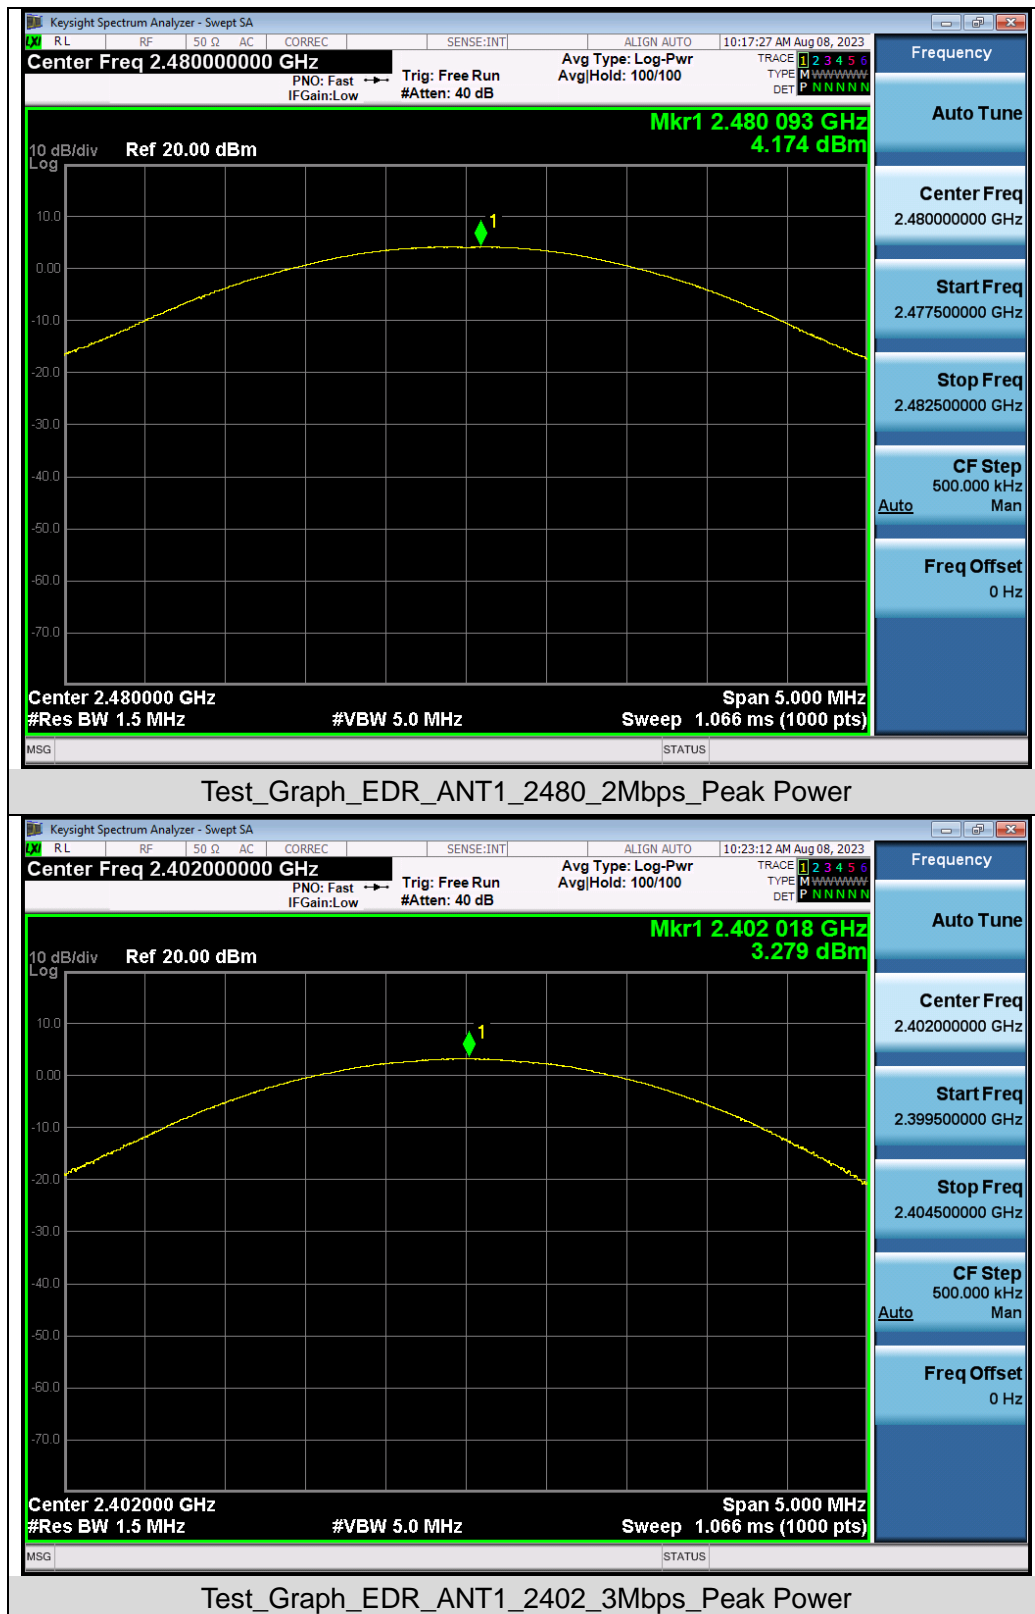 Keysight Spectrum Analyzer - Swept SA
LXI RL RF 50 Ω AC CORREC SENSE:INT ALIGN AUTO 10:17:27 AM Aug 08, 2023
Center Freq 2.480000000 GHz
Avg Type: Log-Pwr
TRACE 1 2 3 4 5 6
PNO: Fast
Trig: Free Run
Avg|Hold: 100/100
TYPE M WWWWW
IFGain:Low
#Atten: 40 dB
DET P N N N N N
Frequency
Mkr1 2.480 093 GHz
4.174 dBm
10 dB/div
Ref 20.00 dBm
Log
10.0
1
0.00
-10.0
-20.0
-30.0
-40.0
-50.0
-60.0
-70.0
Center 2.480000 GHz
Span 5.000 MHz
#Res BW 1.5 MHz
#VBW 5.0 MHz
Sweep 1.066 ms (1000 pts)
Auto Tune
Center Freq
2.480000000 GHz
Start Freq
2.477500000 GHz
Stop Freq
2.482500000 GHz
CF Step
500.000 kHz
Auto Man
Freq Offset
0 Hz
MSG STATUS
Test_Graph_EDR_ANT1_2480_2Mbps_Peak Power
Keysight Spectrum Analyzer - Swept SA
LXI RL RF 50 Ω AC CORREC SENSE:INT ALIGN AUTO 10:23:12 AM Aug 08, 2023
Center Freq 2.402000000 GHz
Avg Type: Log-Pwr
TRACE 1 2 3 4 5 6
PNO: Fast
Trig: Free Run
Avg|Hold: 100/100
TYPE M WWWWW
IFGain:Low
#Atten: 40 dB
DET P N N N N N
Frequency
Mkr1 2.402 018 GHz
3.279 dBm
10 dB/div
Ref 20.00 dBm
Log
10.0
1
0.00
-10.0
-20.0
-30.0
-40.0
-50.0
-60.0
-70.0
Center 2.402000 GHz
Span 5.000 MHz
#Res BW 1.5 MHz
#VBW 5.0 MHz
Sweep 1.066 ms (1000 pts)
Auto Tune
Center Freq
2.402000000 GHz
Start Freq
2.399500000 GHz
Stop Freq
2.404500000 GHz
CF Step
500.000 kHz
Auto Man
Freq Offset
0 Hz
MSG STATUS
Test_Graph_EDR_ANT1_2402_3Mbps_Peak Power